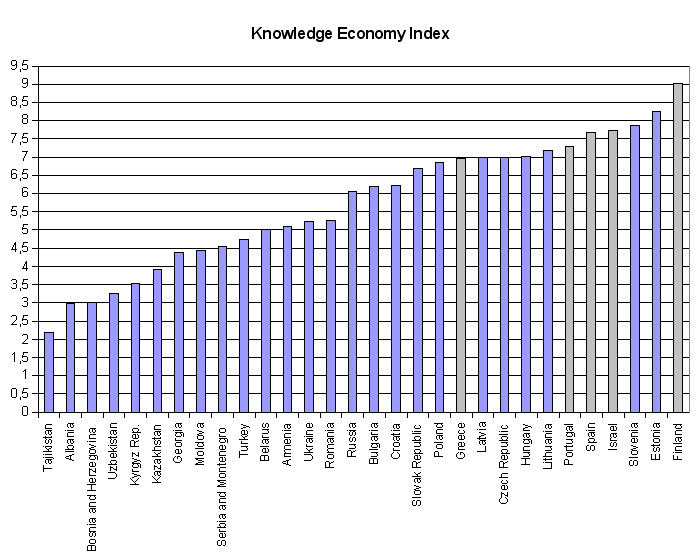 Knowledge Economy Index
9,5
9
8,5
8
7,5
7
6,5
6
5,5
5
4,5
4
3,5
3
2,5
2
1,5
1
0,5
0
Tajikistan
Albania
Bosnia and Herzegovina
Uzbekistan
Kyrgyz Rep.
Kazakhstan
Georgia
Moldova
Serbia and Montenegro
Turkey
Belarus
Armenia
Ukraine
Romania
Russia
Bulgaria
Croatia
Slovak Republic
Poland
Greece
Latvia
Czech Republic
Hungary
Lithuania
Portugal
Spain
Israel
Slovenia
Estonia
Finland